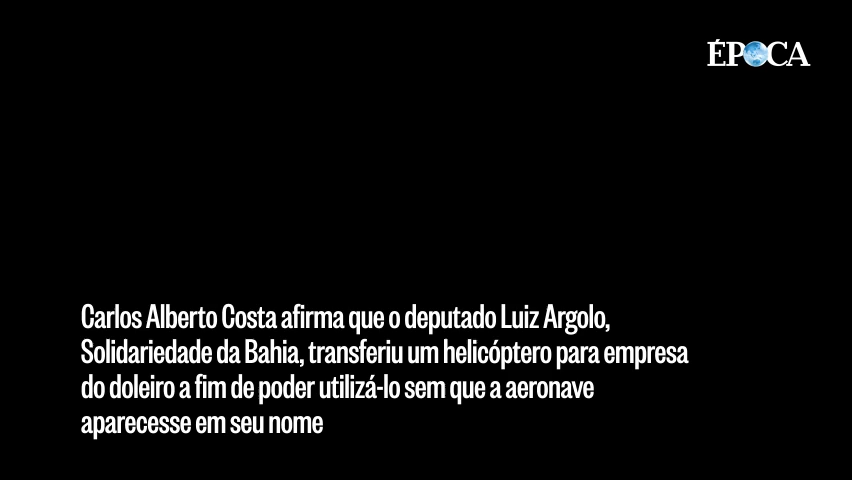 ÉPOCA
Carlos Alberto Costa afirma que o deputado Luiz Argolo,
Solidariedade da Bahia, transferiu um helicóptero para empresa
do doleiro a fim de poder utilizá-lo sem que a aeronave
aparecesse em seu nome